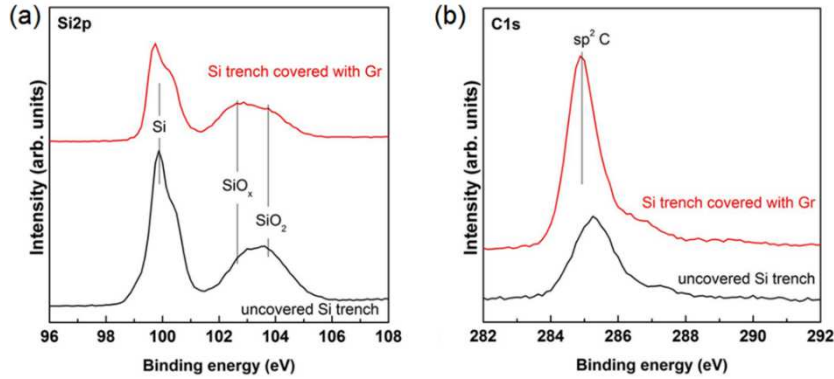 (a)
Si2p
Si trench covered with Gr
Si
SiOx
SiO2
uncovered Si trench
Intensity (arb. units)
96 98 100 102 104 106 108
Binding energy (eV)
(b)
C1s
sp² C
Si trench covered with Gr
uncovered Si trench
Intensity (arb. units)
282 284 286 288 290 292
Binding energy (eV)